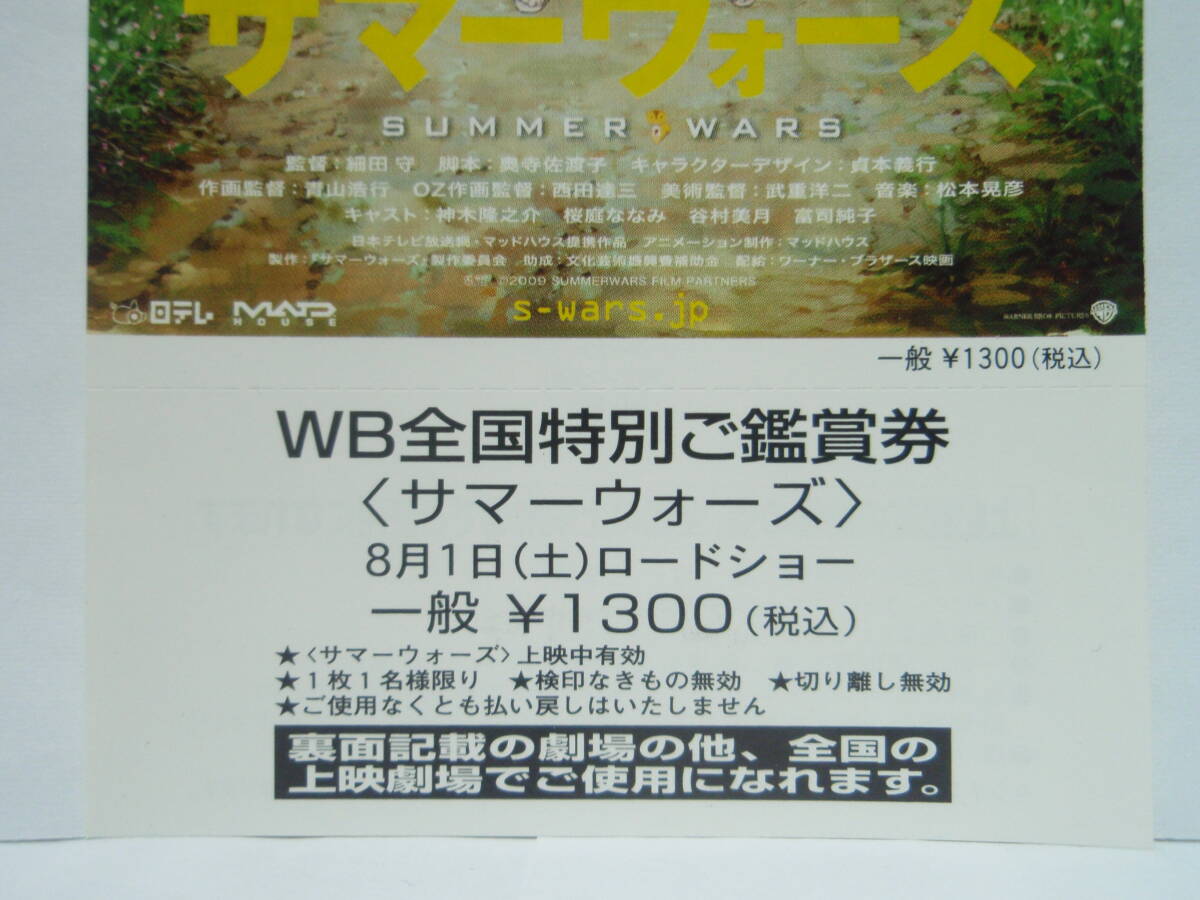 サマーウォーズ
SUMMER WARS
監督：細田 守 脚本：奥寺佐渡子 キャラクターデザイン：貞本義行
作画監督：青山浩行 OZ作画監督：西田達三 美術監督：武重洋二 音楽：松本晃彦
キャスト：神木隆之介 桜庭ななみ 谷村美月 富司純子
日本テレビ放送網・マッドハウス提携作品 アニメーション制作：マッドハウス
製作：『サマーウォーズ』製作委員会 助成：文化芸術振興費補助金 配給：ワーナー・ブラザース映画
©2009 SUMMERWARS FILM PARTNERS
日テレ MAD HOUSE s-wars.jp WARNER BROS. PICTURES
一般 ¥1300（税込）
WB全国特別ご鑑賞券
〈サマーウォーズ〉
8月1日（土）ロードショー
一般 ¥1300（税込）
★〈サマーウォーズ〉上映中有効
★1枚1名様限り ★検印なきもの無効 ★切り離し無効
★ご使用なくとも払い戻しはいたしません
裏面記載の劇場の他、全国の
上映劇場でご使用になれます。